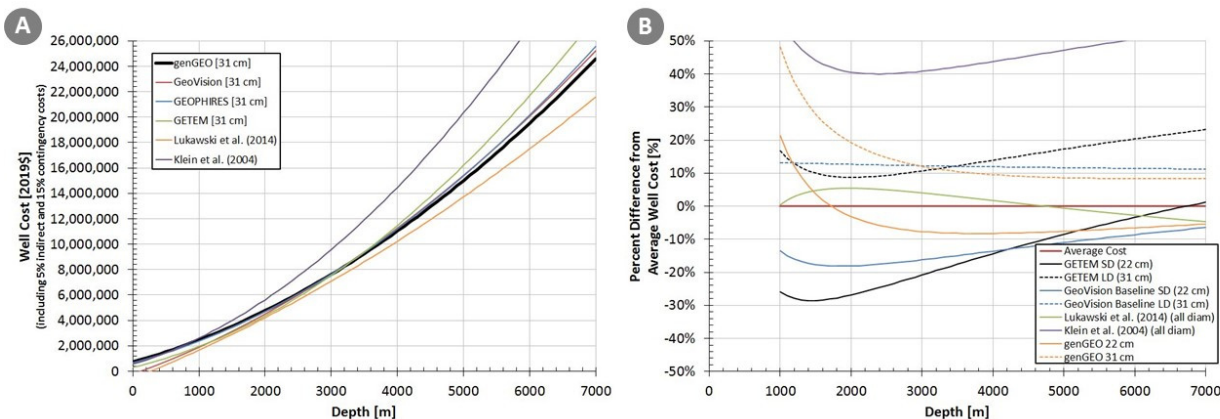 A
Well Cost [2019$]
(including 5% indirect and 15% contingency costs)
26,000,000
24,000,000
22,000,000
20,000,000
18,000,000
16,000,000
14,000,000
12,000,000
10,000,000
8,000,000
6,000,000
4,000,000
2,000,000
0
genGEO [31 cm]
GeoVision [31 cm]
GEOPHIRES [31 cm]
GETEM [31 cm]
Lukawski et al. (2014)
Klein et al. (2004)
0 1000 2000 3000 4000 5000 6000 7000
Depth [m]
B
Percent Difference from
Average Well Cost [%]
50%
40%
30%
20%
10%
0%
-10%
-20%
-30%
-40%
-50%
Average Cost
GETEM SD (22 cm)
GETEM LD (31 cm)
GeoVision Baseline SD (22 cm)
GeoVision Baseline LD (31 cm)
Lukawski et al. (2014) (all diam)
Klein et al. (2004) (all diam)
genGEO 22 cm
genGEO 31 cm
0 1000 2000 3000 4000 5000 6000 7000
Depth [m]